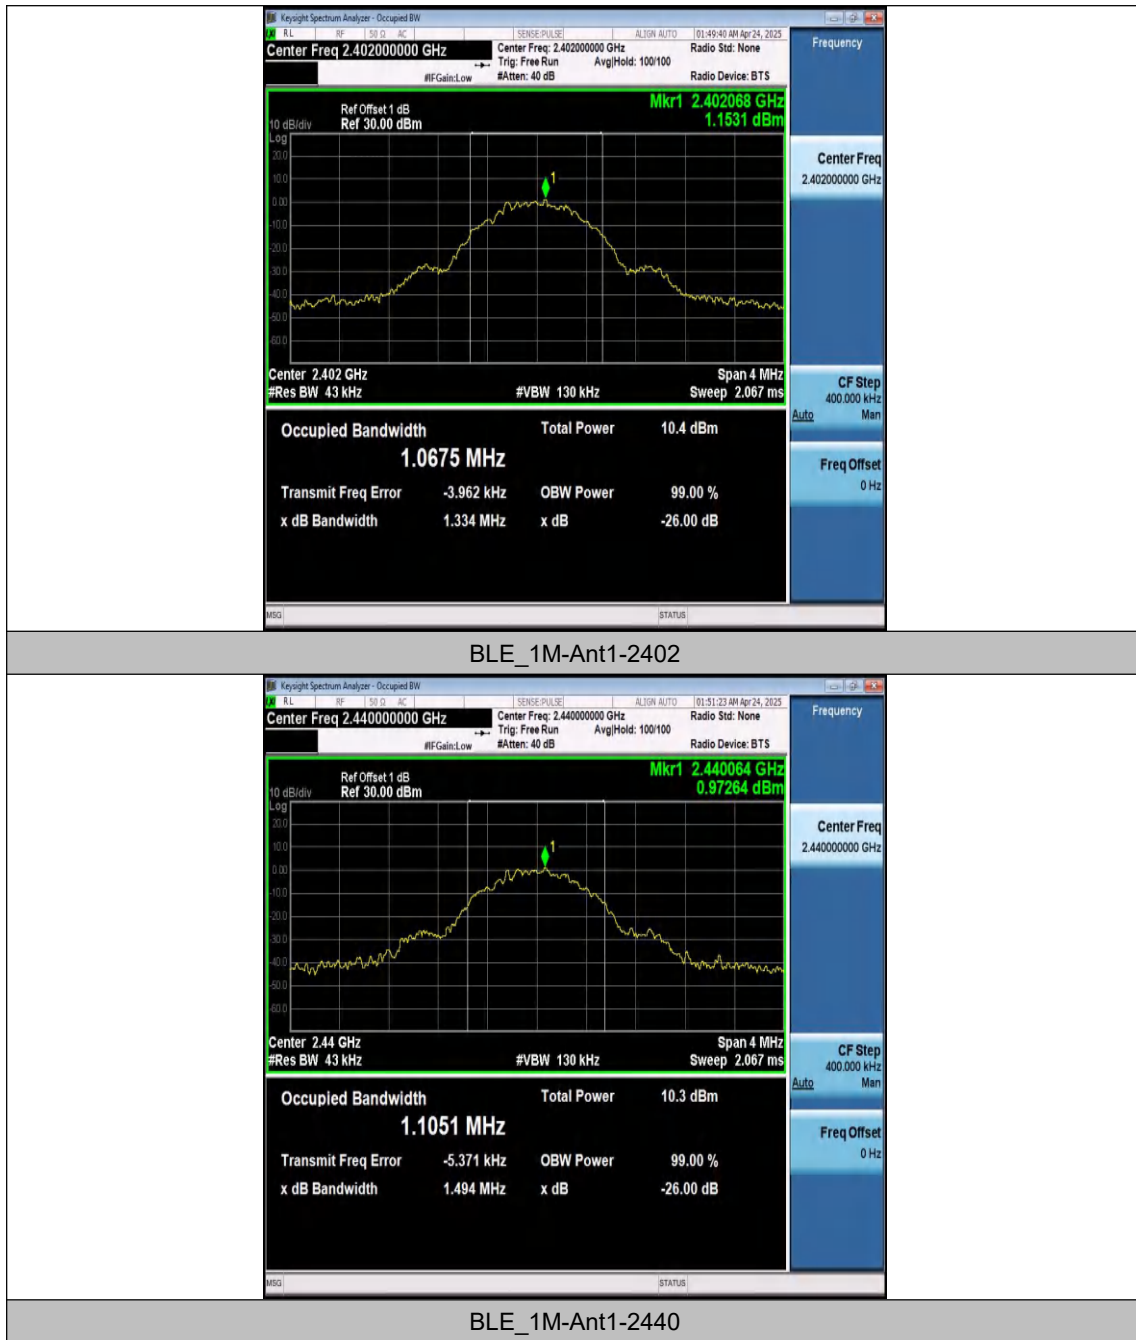 Keysight Spectrum Analyzer - Occupied BW
RL RF 50 Ω AC SENSE:PULSE ALIGN AUTO 01:49:40 AM Apr 24, 2025
Center Freq 2.402000000 GHz Center Freq: 2.402000000 GHz Radio Std: None Frequency
Trig: Free Run Avg|Hold: 100/100
#IFGain:Low #Atten: 40 dB Radio Device: BTS
Mkr1 2.402068 GHz
1.1531 dBm
Ref Offset 1 dB
10 dB/div Ref 30.00 dBm
Log
20.0
10.0
0.00
-10.0
-20.0
-30.0
-40.0
-50.0
-60.0
1
Center 2.402 GHz Span 4 MHz
#Res BW 43 kHz #VBW 130 kHz Sweep 2.067 ms
Center Freq
2.402000000 GHz
CF Step
400.000 kHz
Auto Man
Freq Offset
0 Hz
Occupied Bandwidth Total Power 10.4 dBm
1.0675 MHz
Transmit Freq Error -3.962 kHz OBW Power 99.00 %
x dB Bandwidth 1.334 MHz x dB -26.00 dB
MSG STATUS
BLE_1M-Ant1-2402
Keysight Spectrum Analyzer - Occupied BW
RL RF 50 Ω AC SENSE:PULSE ALIGN AUTO 01:51:23 AM Apr 24, 2025
Center Freq 2.440000000 GHz Center Freq: 2.440000000 GHz Radio Std: None Frequency
Trig: Free Run Avg|Hold: 100/100
#IFGain:Low #Atten: 40 dB Radio Device: BTS
Mkr1 2.440064 GHz
0.97264 dBm
Ref Offset 1 dB
10 dB/div Ref 30.00 dBm
Log
20.0
10.0
0.00
-10.0
-20.0
-30.0
-40.0
-50.0
-60.0
1
Center 2.44 GHz Span 4 MHz
#Res BW 43 kHz #VBW 130 kHz Sweep 2.067 ms
Center Freq
2.440000000 GHz
CF Step
400.000 kHz
Auto Man
Freq Offset
0 Hz
Occupied Bandwidth Total Power 10.3 dBm
1.1051 MHz
Transmit Freq Error -5.371 kHz OBW Power 99.00 %
x dB Bandwidth 1.494 MHz x dB -26.00 dB
MSG STATUS
BLE_1M-Ant1-2440